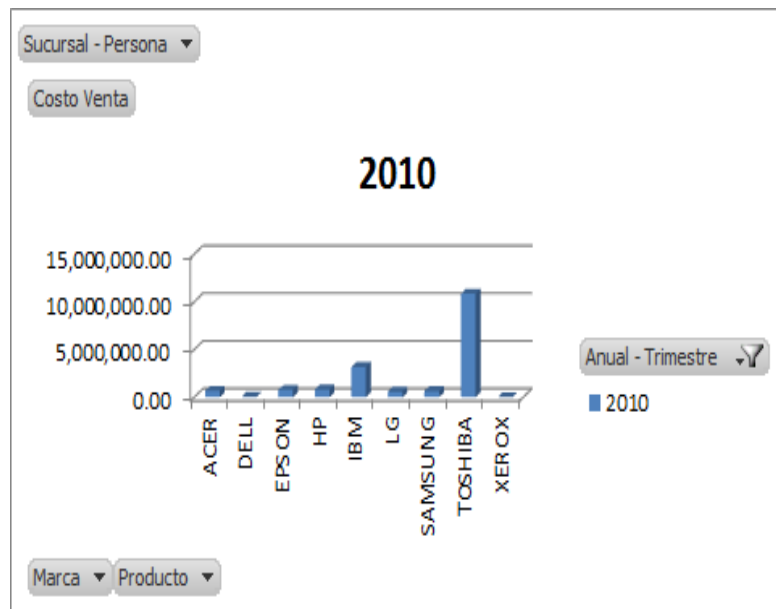 Sucursal - Persona
Costo Venta
2010
15,000,000.00
10,000,000.00
5,000,000.00
0.00
ACER
DELL
EPSON
HP
IBM
LG
SAMSUNG
TOSHIBA
XEROX
Anual - Trimestre
2010
Marca Producto